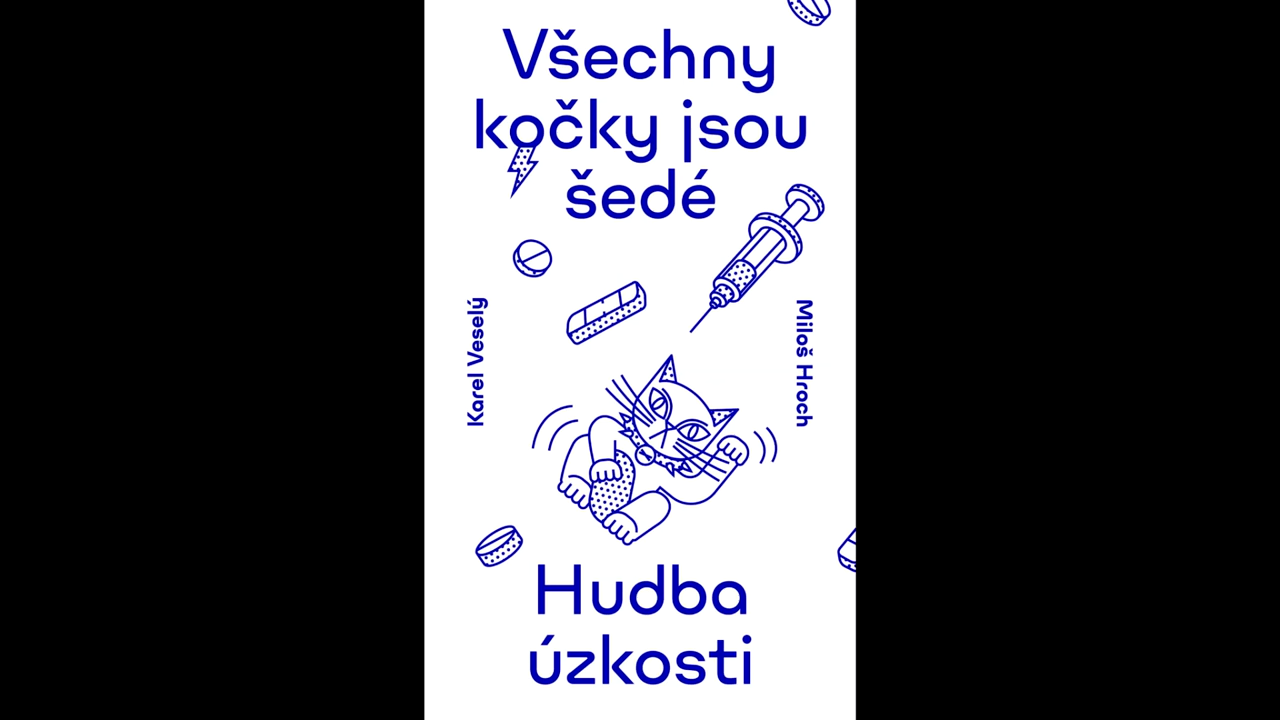 Všechny
kočky jsou
šedé
Karel Veselý
Miloš Hroch
Hudba
úzkosti